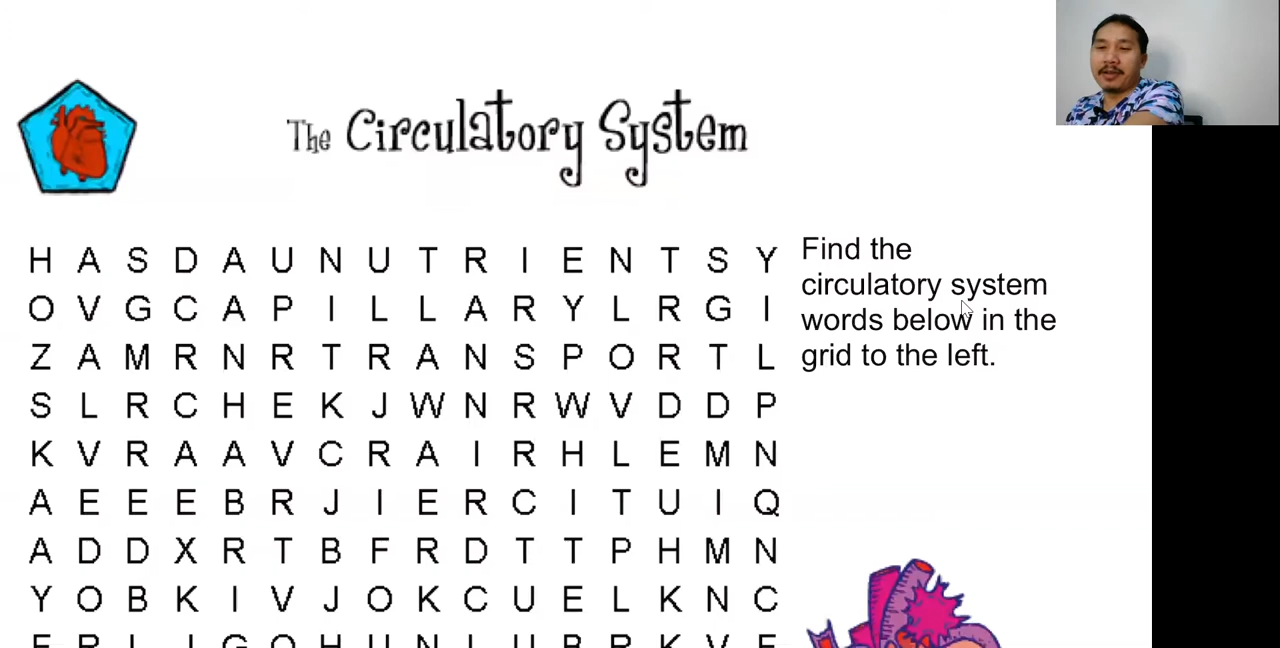 The Circulatory System
H A S D A U N U T R I E N T S Y
O V G C A P I L L A R Y L R G I
Z A M R N R T R A N S P O R T L
S L R C H E K J W N R W V D D P
K V R A A V C R A I R H L E M N
A E E E B R J I E R C I T U I Q
A D D X R T B F R D T T P H M N
Y O B K I V J O K C U E L K N C
Find the
circulatory system
words below in the
grid to the left.